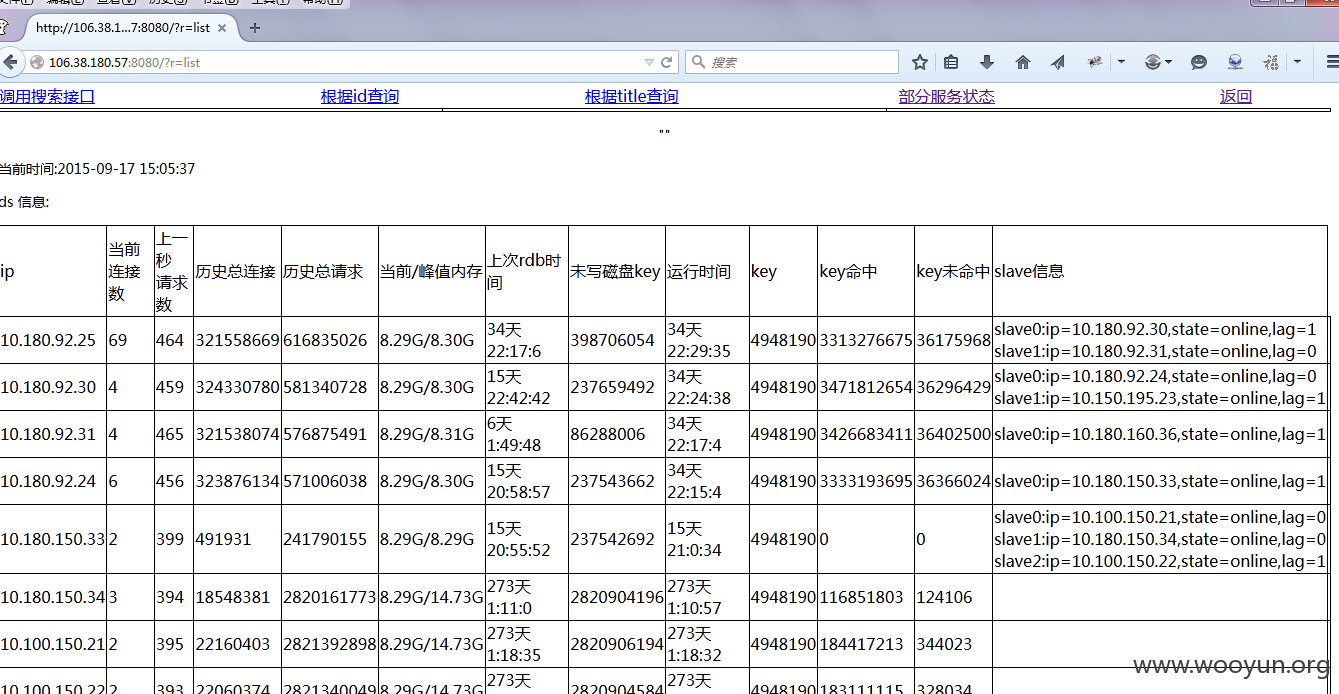 文件(F) 编辑(E) 查看(V) 历史(S) 书签(B) 工具(T) 帮助(H)
http://106.38.1...7:8080/?r=list
106.38.180.57:8080/?r=list
搜索
调用搜索接口 根据id查询 根据title查询 部分服务状态 返回
""
当前时间:2015-09-17 15:05:37
ds 信息:
ip 当前连接数 上一秒请求数 历史总连接 历史总请求 当前/峰值内存 上次rdb时间 未写磁盘key 运行时间 key key命中 key未命中 slave信息
10.180.92.25 69 464 321558669 616835026 8.29G/8.30G 34天 22:17:6 398706054 34天 22:29:35 4948190 3313276675 36175968 slave0:ip=10.180.92.30,state=online,lag=1
slave1:ip=10.180.92.31,state=online,lag=0
10.180.92.30 4 459 324330780 581340728 8.29G/8.30G 15天 22:42:42 237659492 34天 22:24:38 4948190 3471812654 36296429 slave0:ip=10.180.92.24,state=online,lag=0
slave1:ip=10.150.195.23,state=online,lag=1
10.180.92.31 4 465 321538074 576875491 8.29G/8.31G 6天 1:49:48 86288006 34天 22:17:4 4948190 3426683411 36402500 slave0:ip=10.180.160.36,state=online,lag=1
10.180.92.24 6 456 323876134 571006038 8.29G/8.30G 15天 20:58:57 237543662 34天 22:15:4 4948190 3333193695 36366024 slave0:ip=10.180.150.33,state=online,lag=1
10.180.150.33 2 399 491931 241790155 8.29G/8.29G 15天 20:55:52 237542692 15天 21:0:34 4948190 0 0 slave0:ip=10.100.150.21,state=online,lag=0
slave1:ip=10.180.150.34,state=online,lag=0
slave2:ip=10.100.150.22,state=online,lag=1
10.180.150.34 3 394 18548381 2820161773 8.29G/14.73G 273天 1:11:0 2820904196 273天 1:10:57 4948190 116851803 124106
10.100.150.21 2 395 22160403 2821392898 8.29G/14.73G 273天 1:18:35 2820906194 273天 1:18:32 4948190 184417213 344023
10.100.150.22 2 393 22060374 2821340049 8.29G/14.73G 273天 2820904584 273天 4948190 183111115 328034
www.wooyun.org